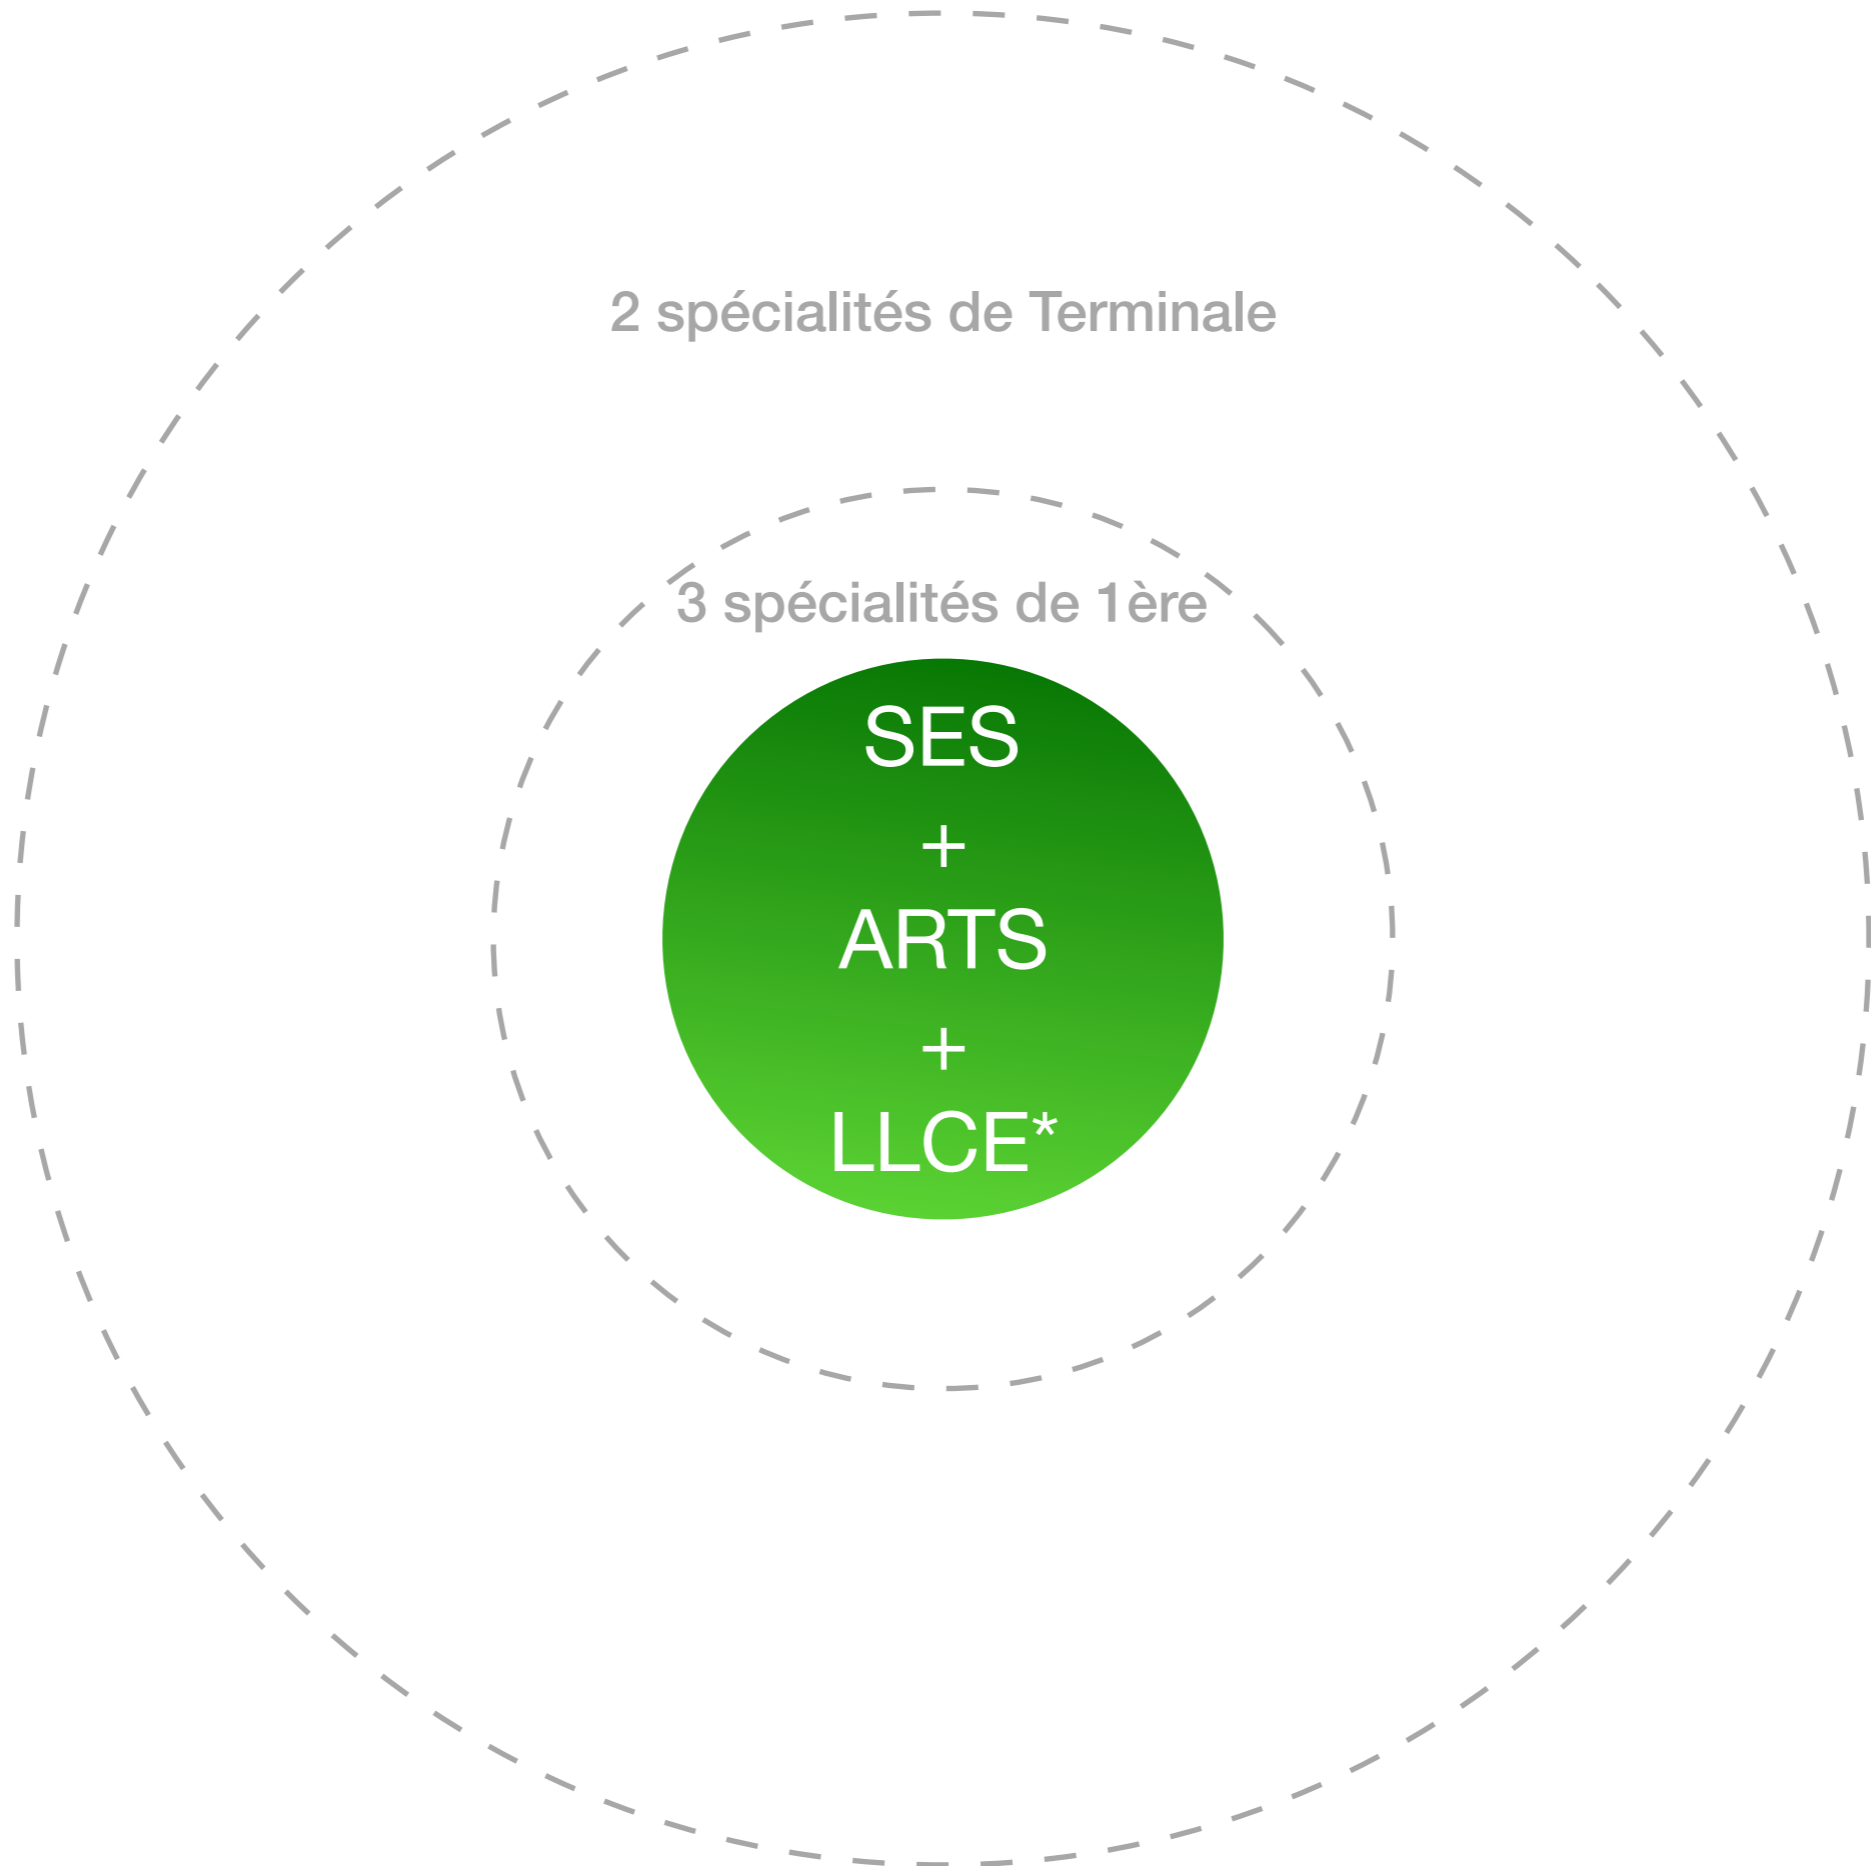 2 spécialités de Terminale
3 spécialités de 1ère
SES
+
ARTS
+
LLCE*